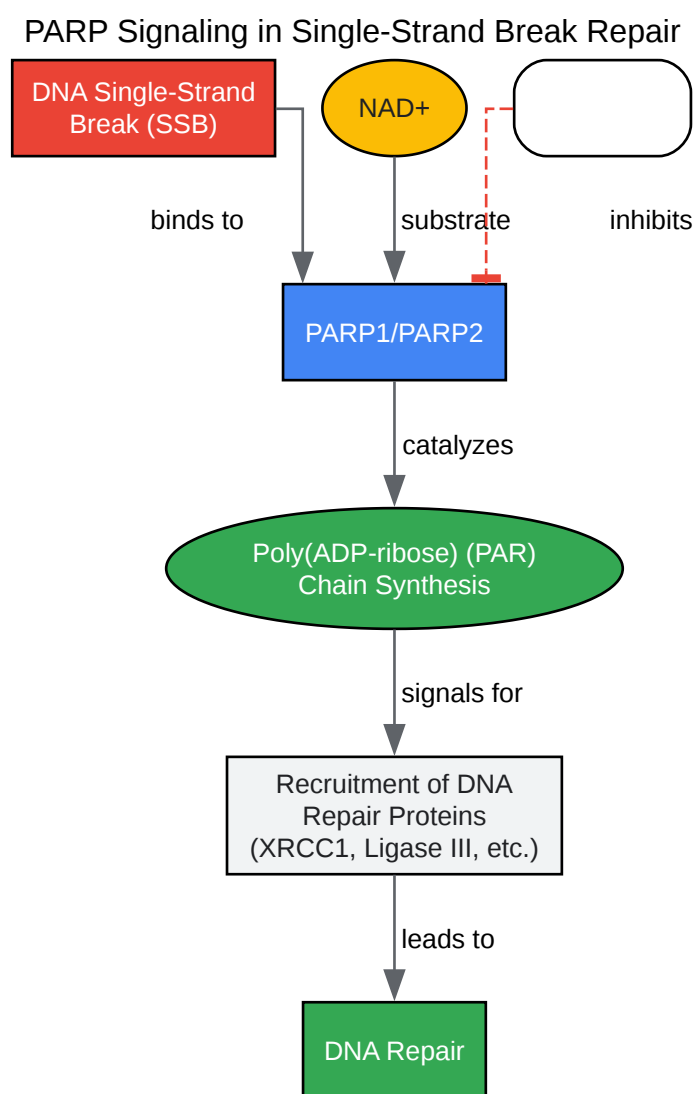 PARP Signaling in Single-Strand Break Repair
DNA Single-Strand
Break (SSB)
NAD+
binds to
substrate
inhibits
PARP1/PARP2
catalyzes
Poly(ADP-ribose) (PAR)
Chain Synthesis
signals for
Recruitment of DNA
Repair Proteins
(XRCC1, Ligase III, etc.)
leads to
DNA Repair